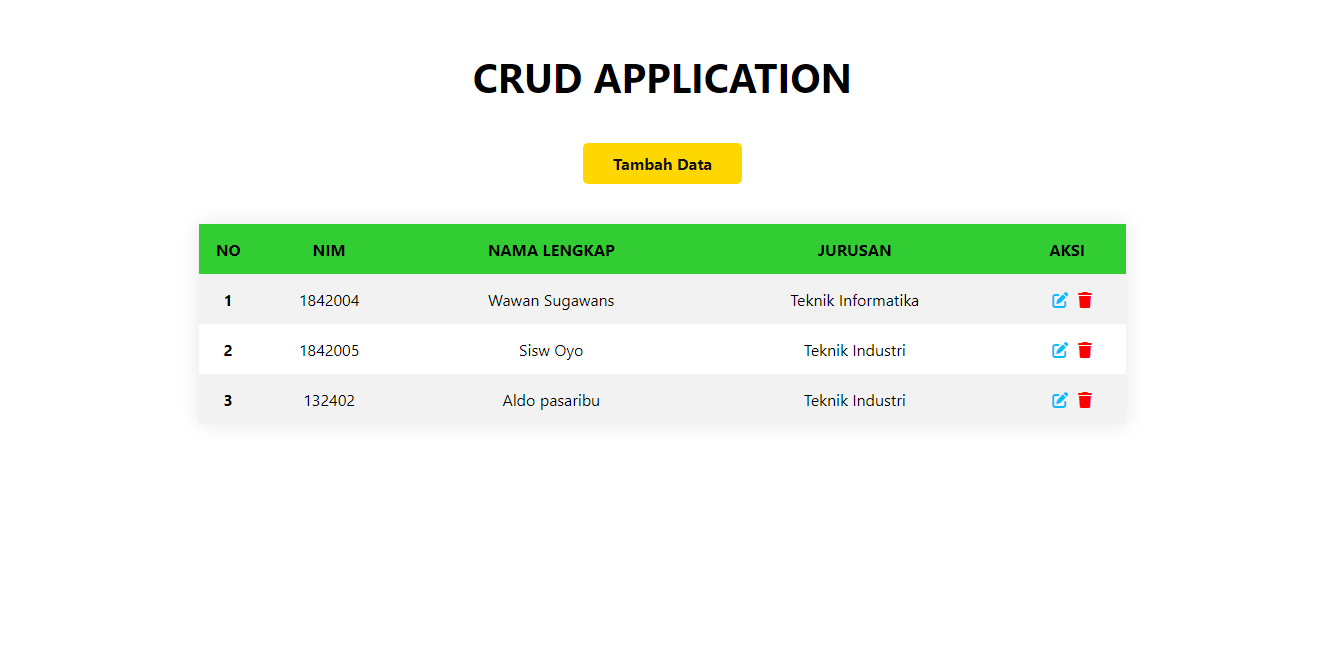 CRUD APPLICATION
Tambah Data
NO NIM NAMA LENGKAP JURUSAN AKSI
1 1842004 Wawan Sugawans Teknik Informatika
2 1842005 Sisw Oyo Teknik Industri
3 132402 Aldo pasaribu Teknik Industri